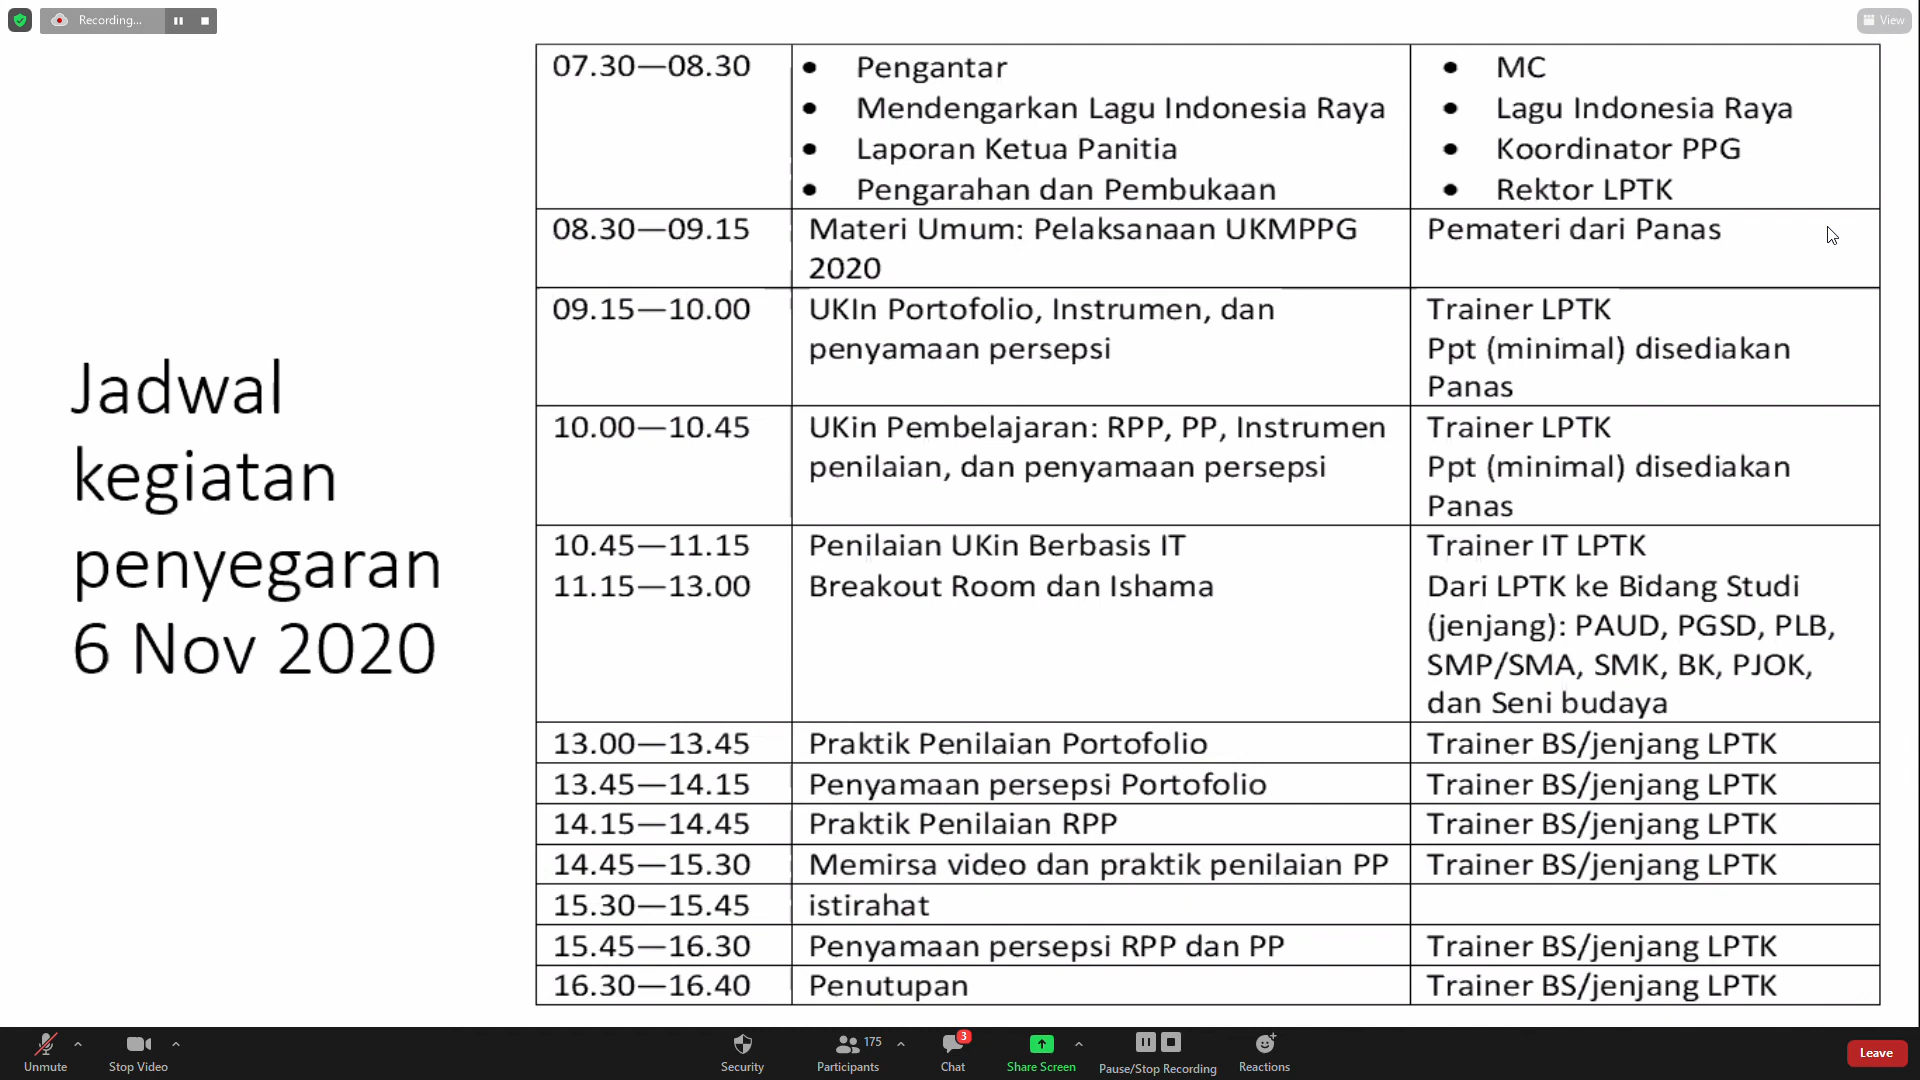 Recording...
View
Jadwal
kegiatan
penyegaran
6 Nov 2020
07.30—08.30
• Pengantar
• Mendengarkan Lagu Indonesia Raya
• Laporan Ketua Panitia
• Pengarahan dan Pembukaan
• MC
• Lagu Indonesia Raya
• Koordinator PPG
• Rektor LPTK
08.30—09.15
Materi Umum: Pelaksanaan UKMPPG
2020
Pemateri dari Panas
09.15—10.00
UKIn Portofolio, Instrumen, dan
penyamaan persepsi
Trainer LPTK
Ppt (minimal) disediakan
Panas
10.00—10.45
UKin Pembelajaran: RPP, PP, Instrumen
penilaian, dan penyamaan persepsi
Trainer LPTK
Ppt (minimal) disediakan
Panas
10.45—11.15
Penilaian UKin Berbasis IT
Trainer IT LPTK
11.15—13.00
Breakout Room dan Ishama
Dari LPTK ke Bidang Studi
(jenjang): PAUD, PGSD, PLB,
SMP/SMA, SMK, BK, PJOK,
dan Seni budaya
13.00—13.45
Praktik Penilaian Portofolio
Trainer BS/jenjang LPTK
13.45—14.15
Penyamaan persepsi Portofolio
Trainer BS/jenjang LPTK
14.15—14.45
Praktik Penilaian RPP
Trainer BS/jenjang LPTK
14.45—15.30
Memirsa video dan praktik penilaian PP
Trainer BS/jenjang LPTK
15.30—15.45
istirahat
15.45—16.30
Penyamaan persepsi RPP dan PP
Trainer BS/jenjang LPTK
16.30—16.40
Penutupan
Trainer BS/jenjang LPTK
Unmute
Stop Video
Security
Participants
175
Chat
3
Share Screen
Pause/Stop Recording
Reactions
Leave